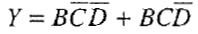 Y = BC̅D̅ + BCD̅